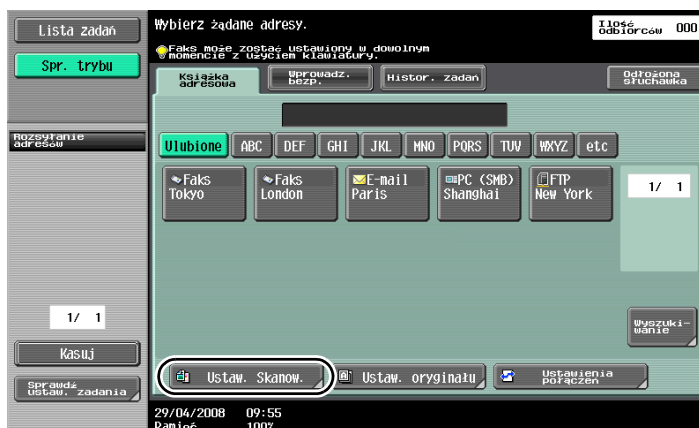 Lista zadań
Spr. trybu
Rozsyłanie
adresów
1/ 1
Kasuj
Sprawdź
ustaw. zadania
Wybierz żądane adresy.
Ilość
odbiorców 000
Faks może zostać ustawiony w dowolnym
momencie z użyciem klawiatury.
Książka
adresowa
Wprowadz.
bezp.
Histor. zadań
Odłożona
słuchawka
Ulubione ABC DEF GHI JKL MNO PQRS TUV WXYZ etc
Faks
Tokyo
Faks
London
E-mail
Paris
PC (SMB)
Shanghai
FTP
New York
1/ 1
Wyszuki-
wanie
Ustaw. Skanow.
Ustaw. oryginału
Ustawienia
połączeń
29/04/2008 09:55
Pamięć 100%